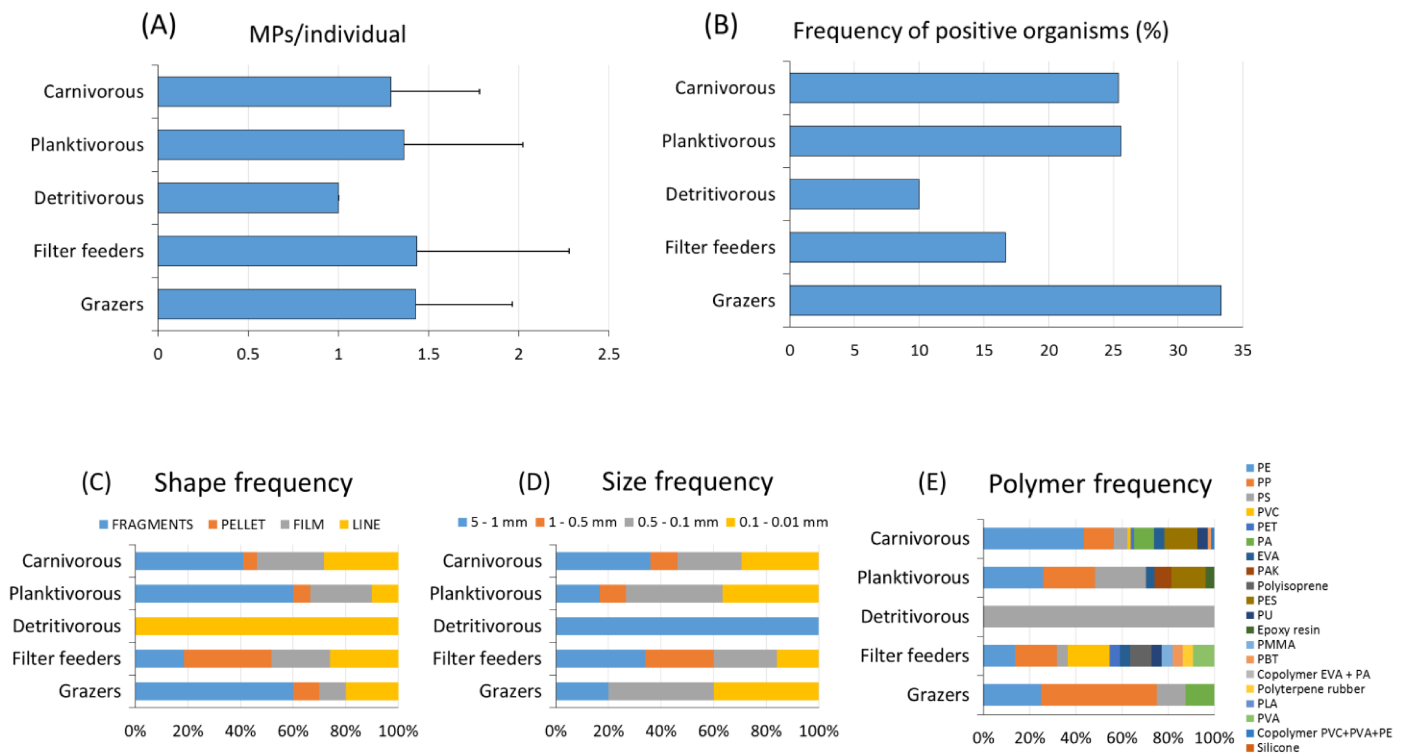 (A)
MPs/individual
Carnivorous
Planktivorous
Detritivorous
Filter feeders
Grazers
0 0.5 1 1.5 2 2.5
(B)
Frequency of positive organisms (%)
Carnivorous
Planktivorous
Detritivorous
Filter feeders
Grazers
0 5 10 15 20 25 30 35
(C) Shape frequency
FRAGMENTS PELLET FILM LINE
Carnivorous
Planktivorous
Detritivorous
Filter feeders
Grazers
0% 20% 40% 60% 80% 100%
(D) Size frequency
5 - 1 mm 1 - 0.5 mm 0.5 - 0.1 mm 0.1 - 0.01 mm
Carnivorous
Planktivorous
Detritivorous
Filter feeders
Grazers
0% 20% 40% 60% 80% 100%
(E) Polymer frequency
Carnivorous
Planktivorous
Detritivorous
Filter feeders
Grazers
0% 20% 40% 60% 80% 100%
PE
PP
PS
PVC
PET
PA
EVA
PAK
Polyisoprene
PES
PU
Epoxy resin
PMMA
PBT
Copolymer EVA + PA
Polyterpene rubber
PLA
PVA
Copolymer PVC+PVA+PE
Silicone